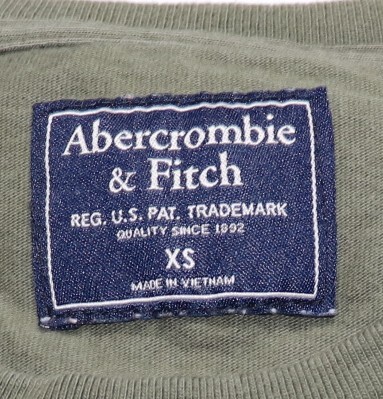 Abercrombie
& Fitch
REG. U.S. PAT. TRADEMARK
QUALITY SINCE 1892
XS
MADE IN VIETNAM